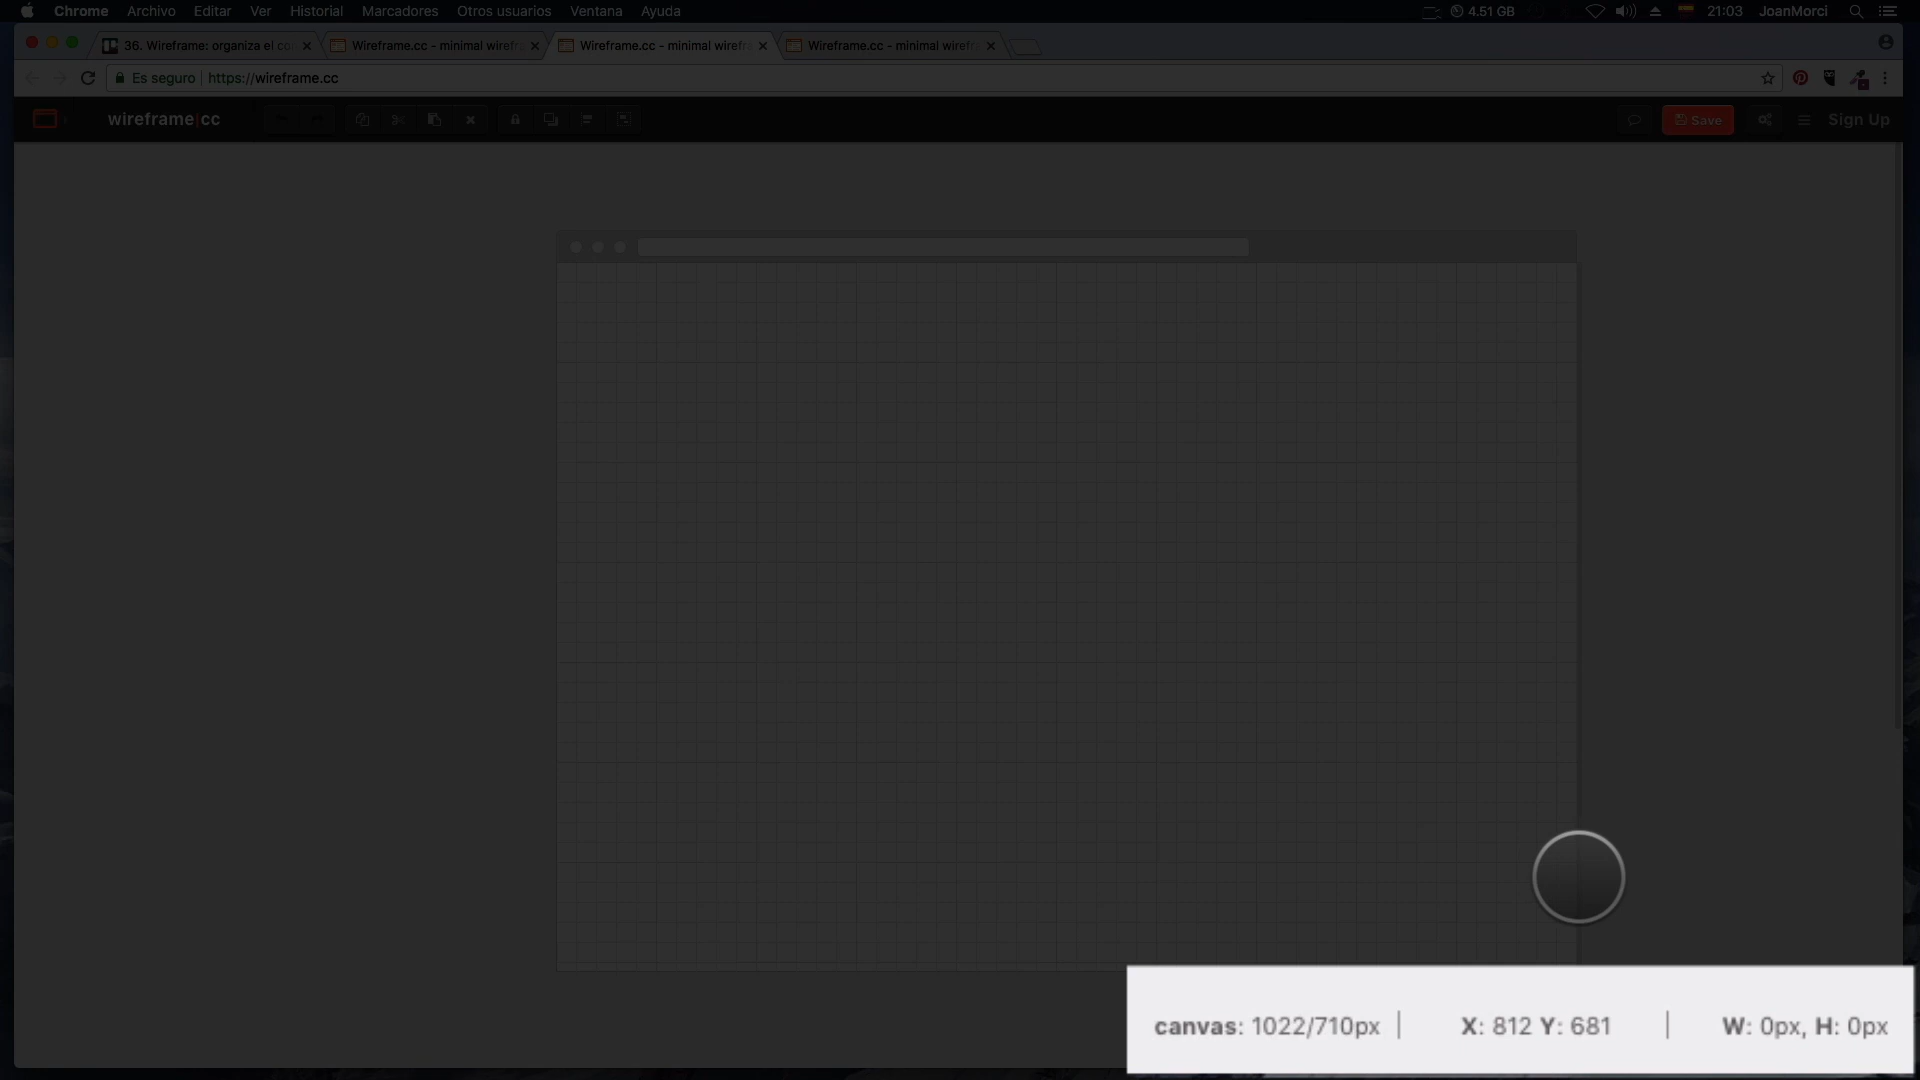 Chrome Archivo Editar Ver Historial Marcadores Otros usuarios Ventana Ayuda 4.51 GB 21:03 JoanMorci
36. Wireframe: organiza el co Wireframe.cc - minimal wirefr Wireframe.cc - minimal wirefr Wireframe.cc - minimal wirefr
Es seguro https://wireframe.cc
wireframe|cc Save Sign Up
canvas: 1022/710px | X: 812 Y: 681 | W: 0px, H: 0px